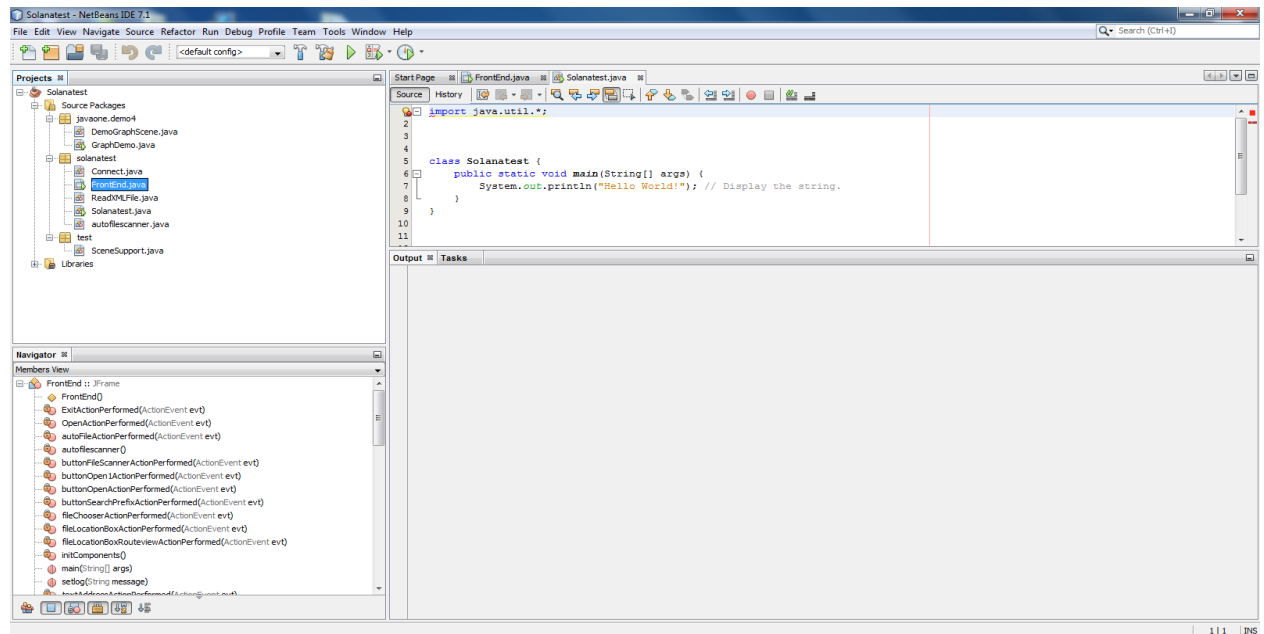 Solanatest - NetBeans IDE 7.1
File Edit View Navigate Source Refactor Run Debug Profile Team Tools Window Help
Search (Ctrl+I)
<default config>
Projects
Solanatest
Source Packages
javaone.demo4
DemoGraphScene.java
GraphDemo.java
solanatest
Connect.java
FrontEnd.java
ReadXMLFile.java
Solanatest.java
autofilescanner.java
test
SceneSupport.java
Libraries
Navigator
Members View
FrontEnd :: JFrame
FrontEnd()
ExitActionPerformed(ActionEvent evt)
OpenActionPerformed(ActionEvent evt)
autoFileActionPerformed(ActionEvent evt)
autofilescanner()
buttonFileScannerActionPerformed(ActionEvent evt)
buttonOpen1ActionPerformed(ActionEvent evt)
buttonOpenActionPerformed(ActionEvent evt)
buttonSearchPrefixActionPerformed(ActionEvent evt)
fileChooserActionPerformed(ActionEvent evt)
fileLocationBoxActionPerformed(ActionEvent evt)
fileLocationBoxRouteviewActionPerformed(ActionEvent evt)
initComponents()
main(String[] args)
setlog(String message)
textAddressActionPerformed(ActionEvent evt)
Start Page FrontEnd.java Solanatest.java
Source History
import java.util.*;
2
3
4
5 class Solanatest {
6 public static void main(String[] args) {
7 System.out.println("Hello World!"); // Display the string.
8 }
9 }
10
11
Output Tasks
1 | 1 INS